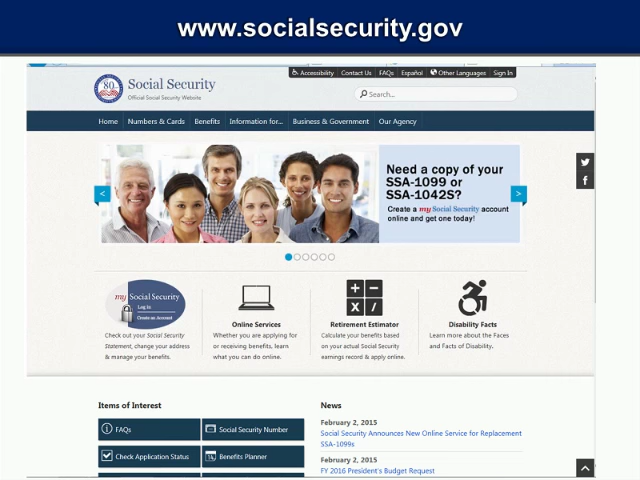 www.socialsecurity.gov
Accessibility Contact Us FAQs Español Other Languages Sign In
80
Social Security
Official Social Security Website
Search...
Home Numbers & Cards Benefits Information for... Business & Government Our Agency
Need a copy of your
SSA-1099 or
SSA-1042S?
Create a my Social Security account
online and get one today!
< >
my Social Security
Log In
Create an Account
Check out your Social Security
Statement, change your address
& manage your benefits.
Online Services
Whether you are applying for
or receiving benefits, learn
what you can do online.
Retirement Estimator
Calculate your benefits based
on your actual Social Security
earnings record & apply online.
Disability Facts
Learn more about the Faces
and Facts of Disability.
Items of Interest
FAQs
Social Security Number
Check Application Status
Benefits Planner
News
February 2, 2015
Social Security Announces New Online Service for Replacement
SSA-1099s
February 2, 2015
FY 2016 President's Budget Request